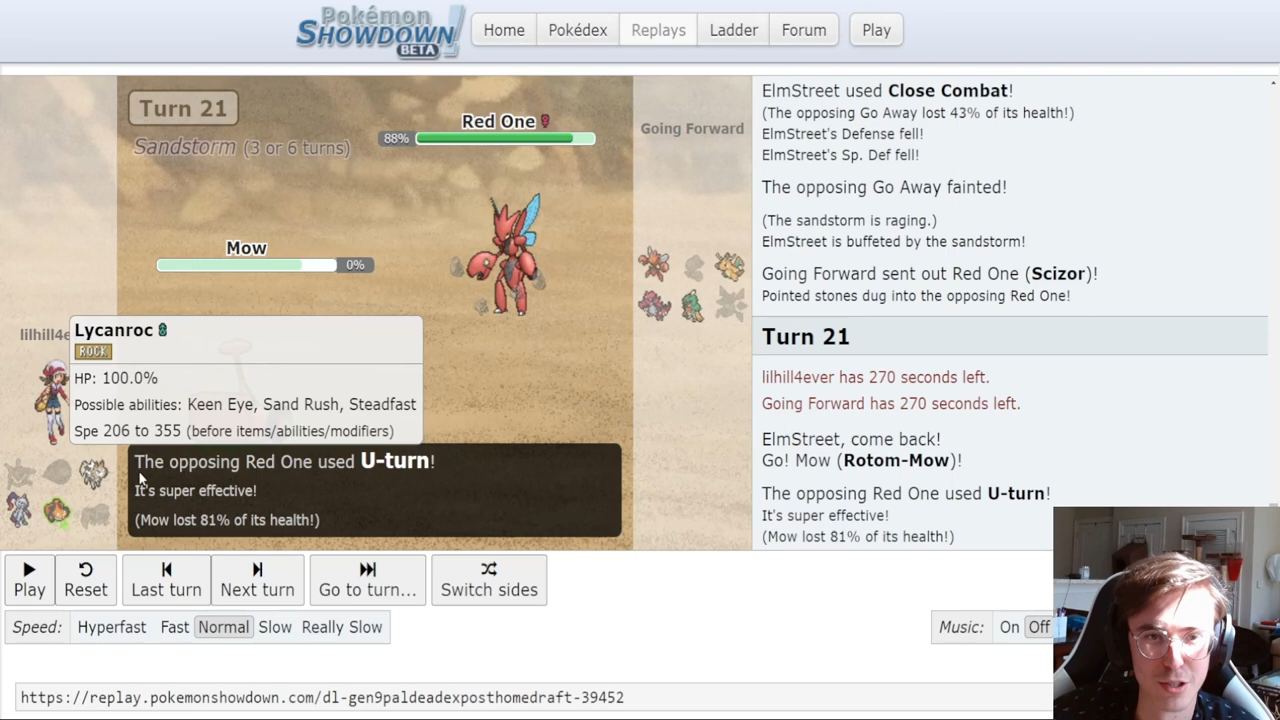 Pokémon
SHOWDOWN!
BETA
Home
Pokédex
Replays
Ladder
Forum
Play
Turn 21
Sandstorm (3 or 6 turns)
Red One
88%
Going Forward
Mow
0%
lilhill4e
Lycanroc
ROCK
HP: 100.0%
Possible abilities: Keen Eye, Sand Rush, Steadfast
Spe 206 to 355 (before items/abilities/modifiers)
The opposing Red One used U-turn!
It's super effective!
(Mow lost 81% of its health!)
ElmStreet used Close Combat!
(The opposing Go Away lost 43% of its health!)
ElmStreet's Defense fell!
ElmStreet's Sp. Def fell!
The opposing Go Away fainted!
(The sandstorm is raging.)
ElmStreet is buffeted by the sandstorm!
Going Forward sent out Red One (Scizor)!
Pointed stones dug into the opposing Red One!
Turn 21
lilhill4ever has 270 seconds left.
Going Forward has 270 seconds left.
ElmStreet, come back!
Go! Mow (Rotom-Mow)!
The opposing Red One used U-turn!
It's super effective!
(Mow lost 81% of its health!)
Play
Reset
Last turn
Next turn
Go to turn...
Switch sides
Speed: Hyperfast Fast Normal Slow Really Slow
Music: On Off
https://replay.pokemonshowdown.com/dl-gen9paldeadexposthomedraft-39452